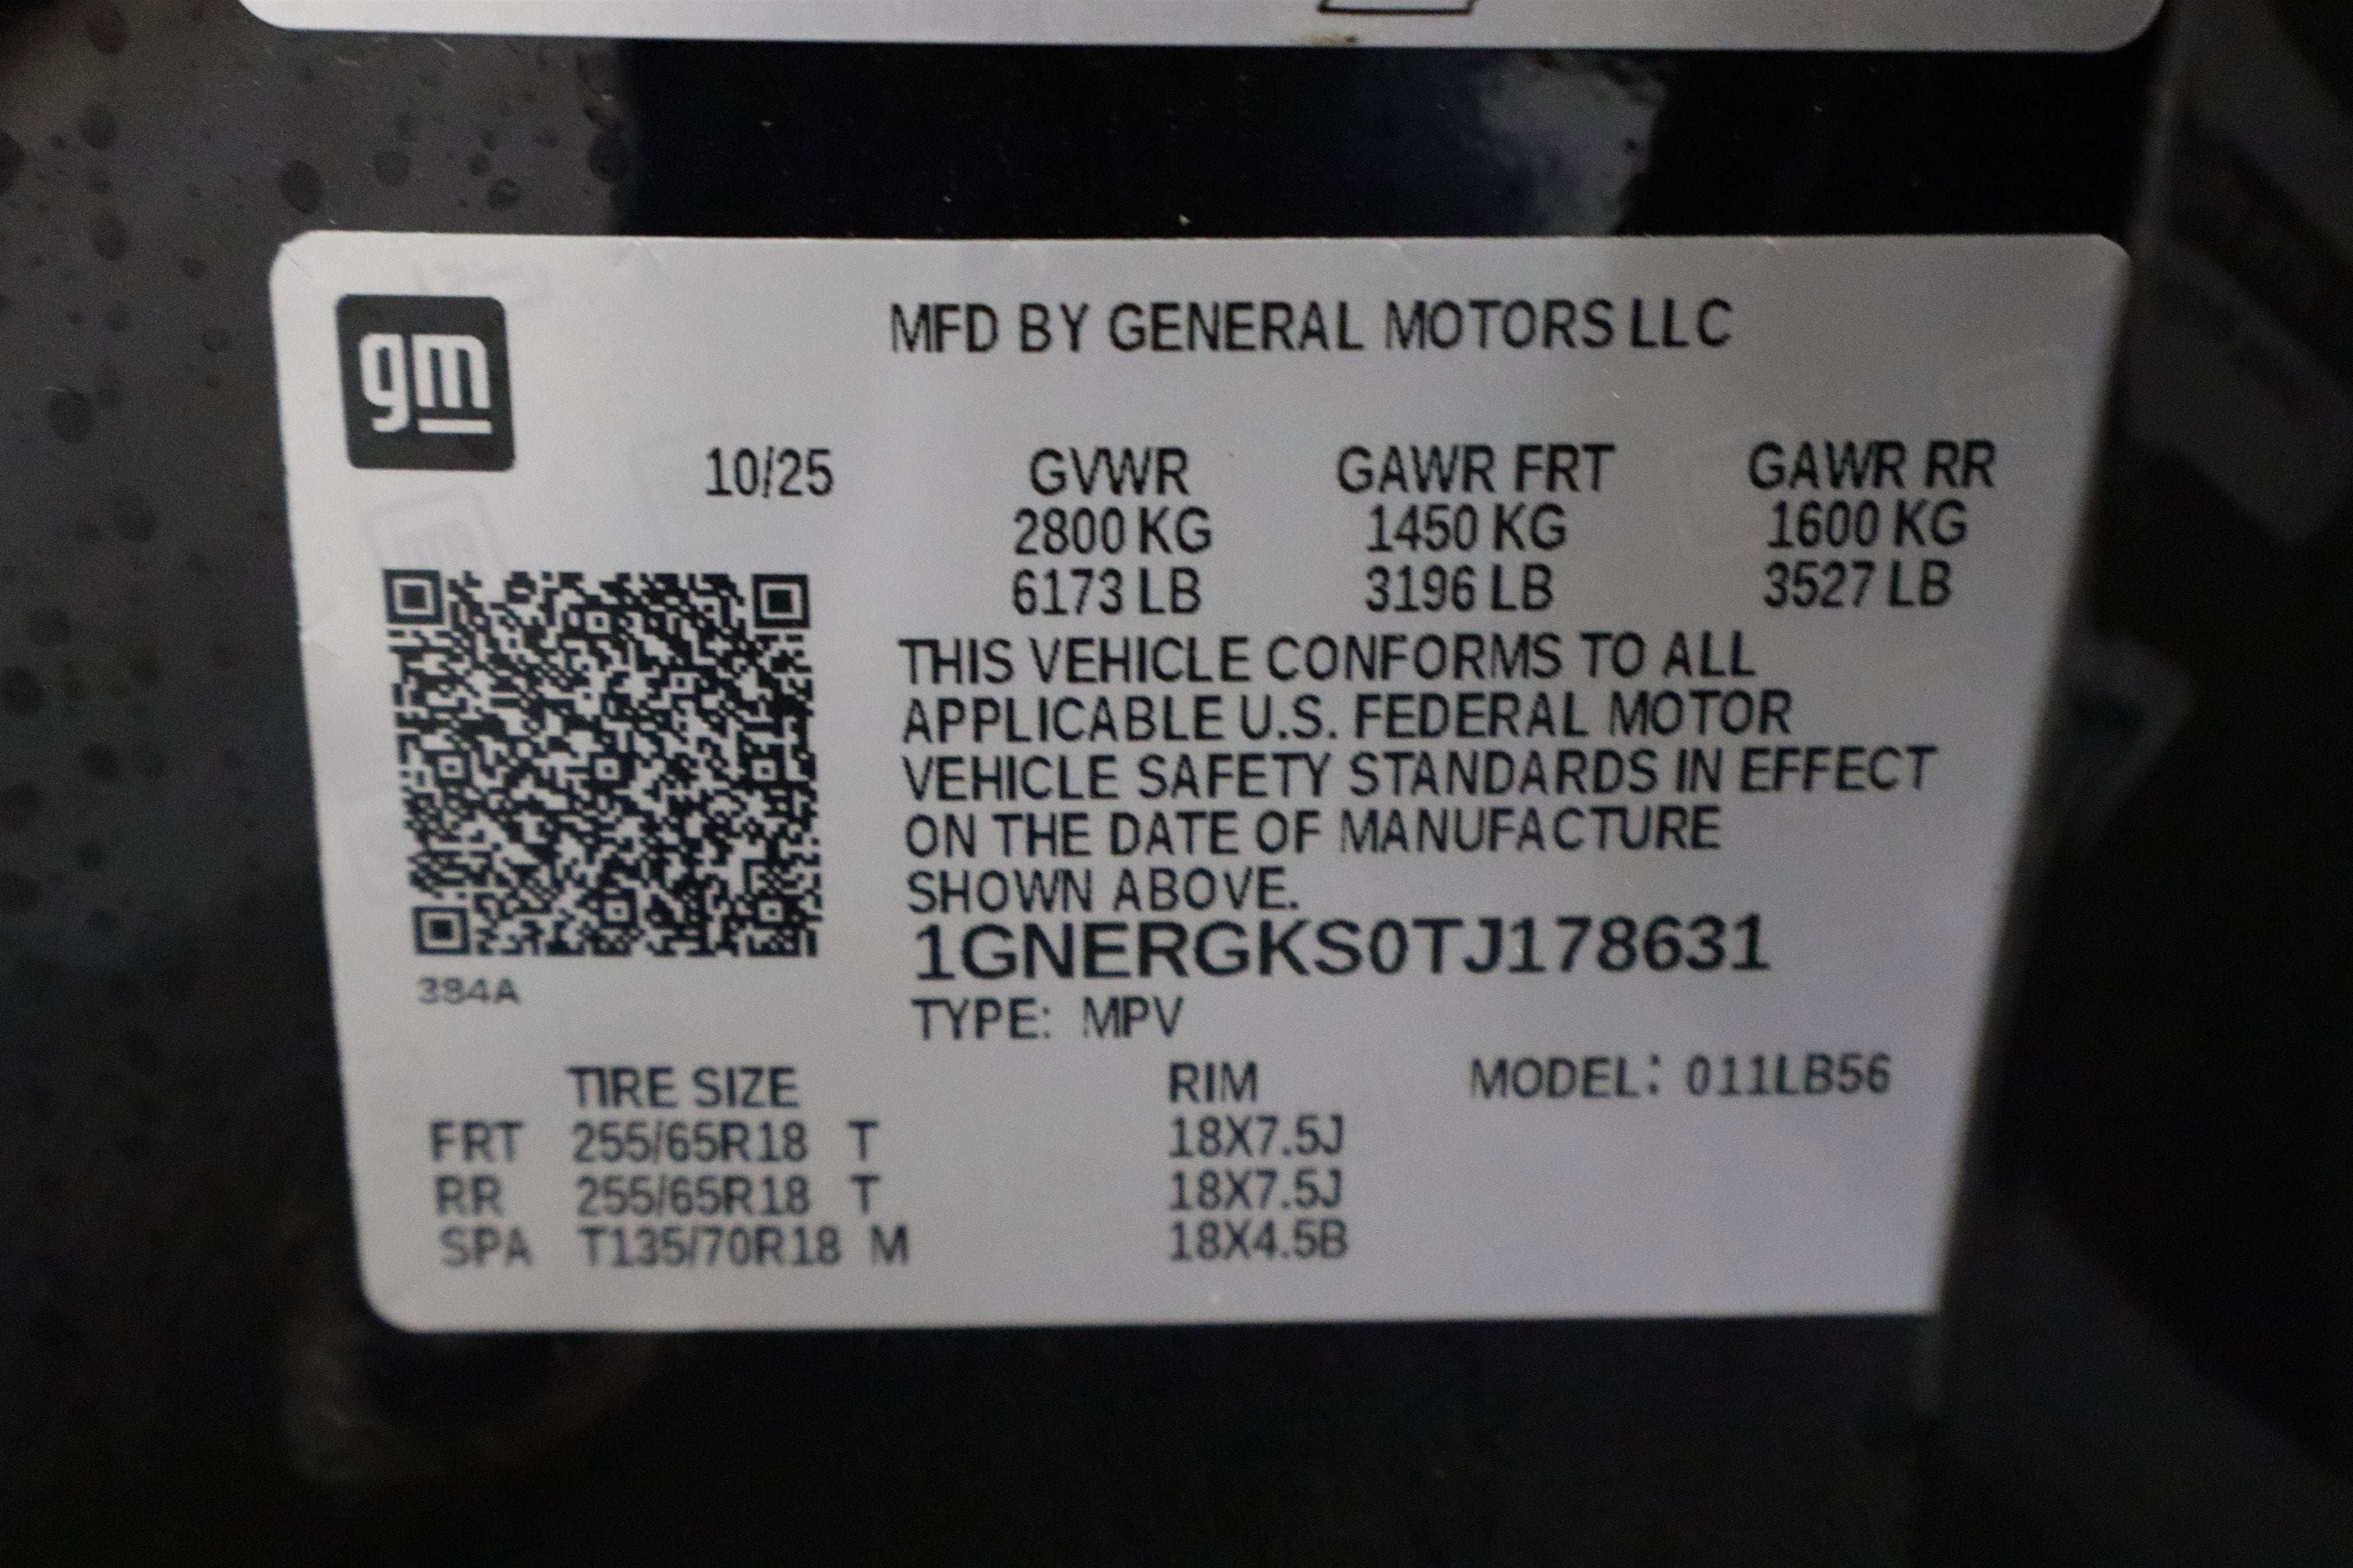 gm
MFD BY GENERAL MOTORS LLC
10/25 GVWR GAWR FRT GAWR RR
2800 KG 1450 KG 1600 KG
6173 LB 3196 LB 3527 LB
THIS VEHICLE CONFORMS TO ALL
APPLICABLE U.S. FEDERAL MOTOR
VEHICLE SAFETY STANDARDS IN EFFECT
ON THE DATE OF MANUFACTURE
SHOWN ABOVE.
1GNERGKS0TJ178631
394A
TYPE: MPV
TIRE SIZE RIM MODEL: 011LB56
FRT 255/65R18 T 18X7.5J
RR 255/65R18 T 18X7.5J
SPA T135/70R18 M 18X4.5B